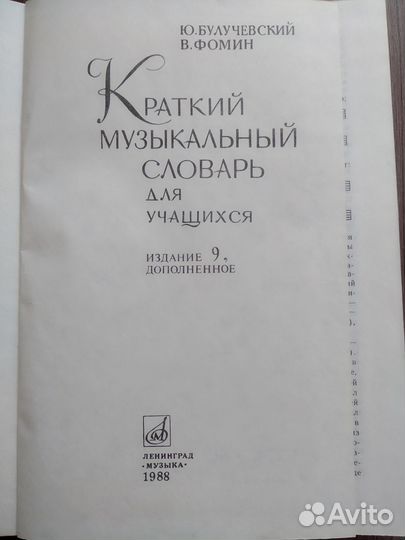 Ю. БУЛУЧЕВСКИЙ
В. ФОМИН
КРАТКИЙ
МУЗЫКАЛЬНЫЙ
СЛОВАРЬ
ДЛЯ
УЧАЩИХСЯ
ИЗДАНИЕ 9,
ДОПОЛНЕННОЕ
ЛЕНИНГРАД
«МУЗЫКА»
1988
Avito